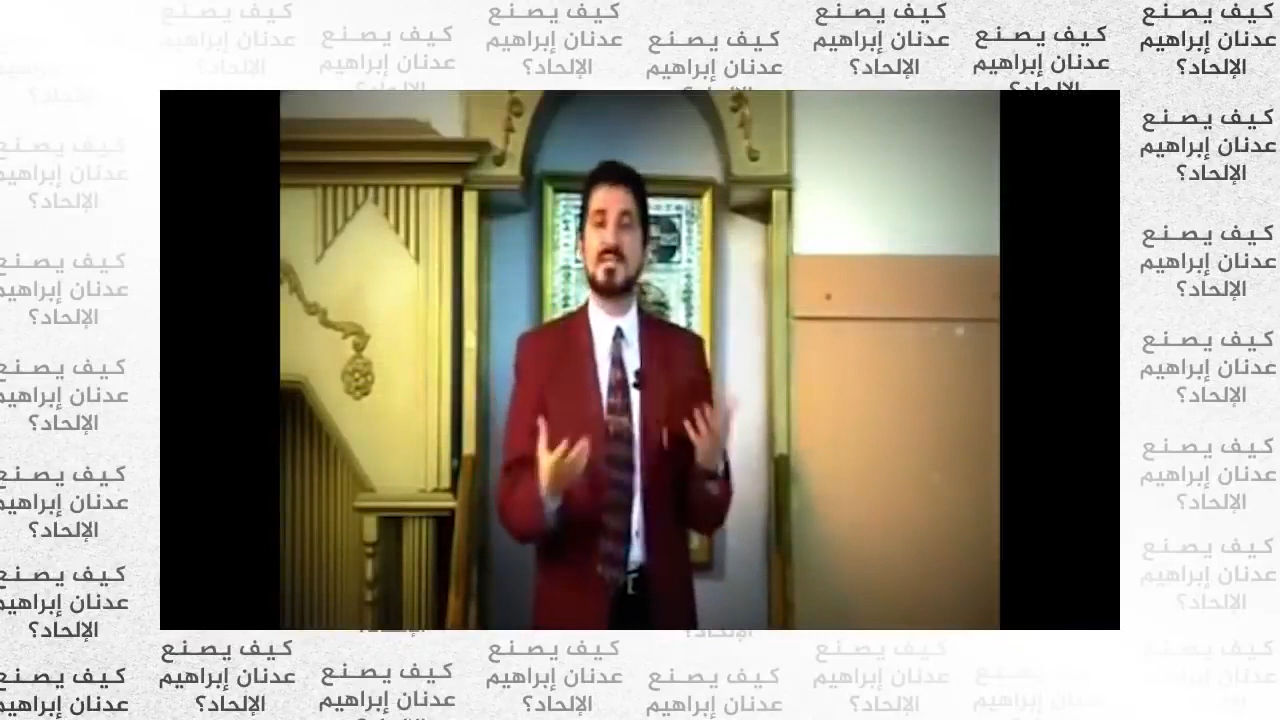 كيف يصنع
عدنان إبراهيم
الإلحاد؟